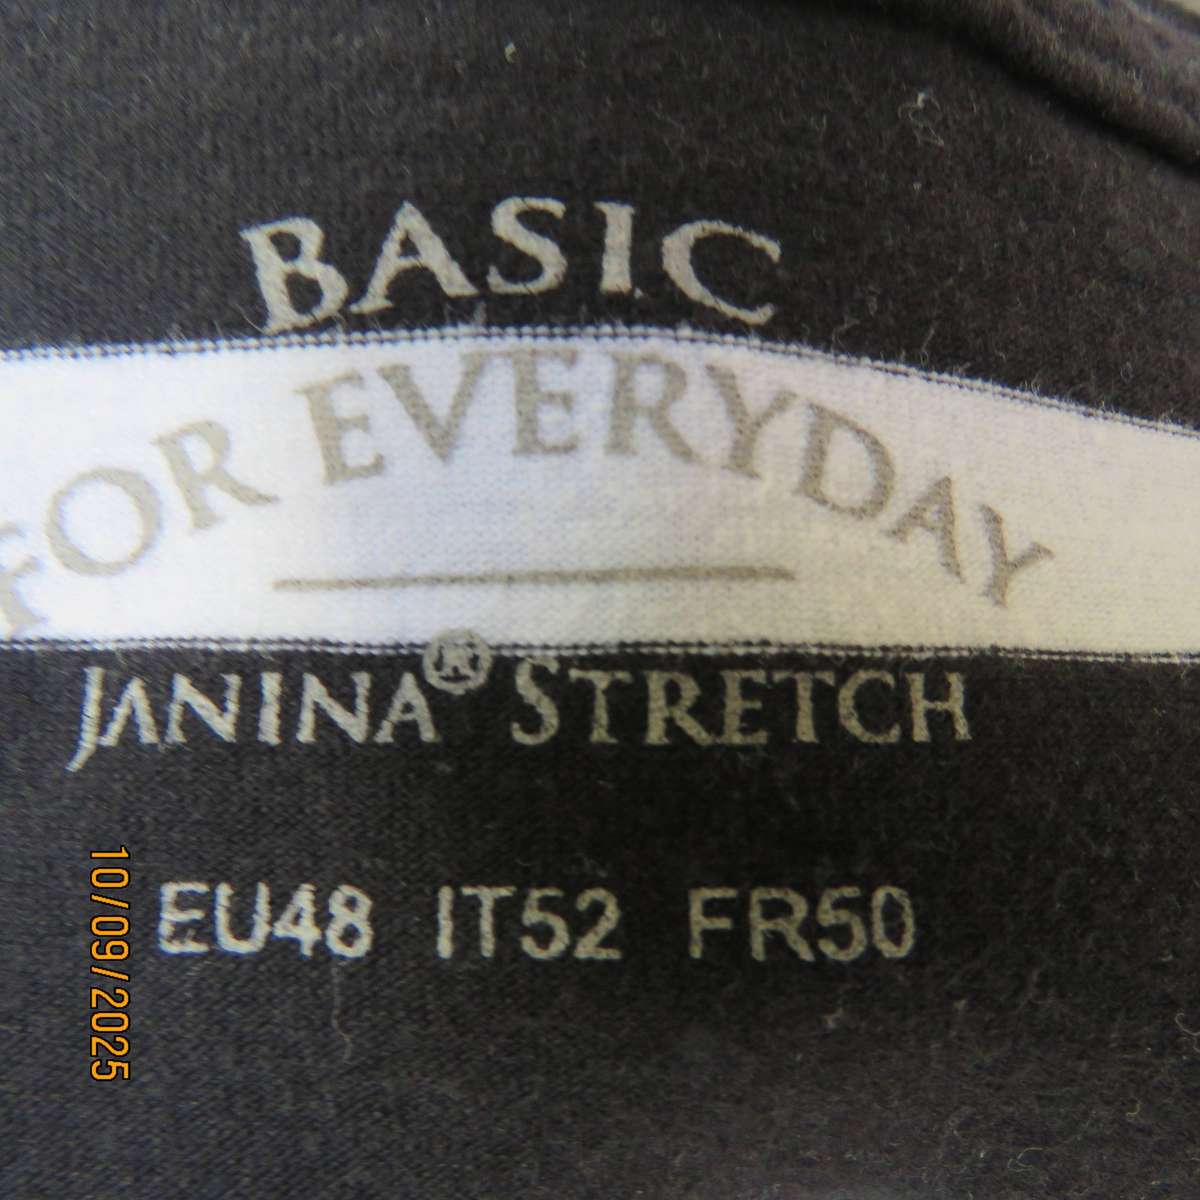 BASIC
FOR EVERYDAY
JANINA® STRETCH
EU48 IT52 FR50
10/09/2025